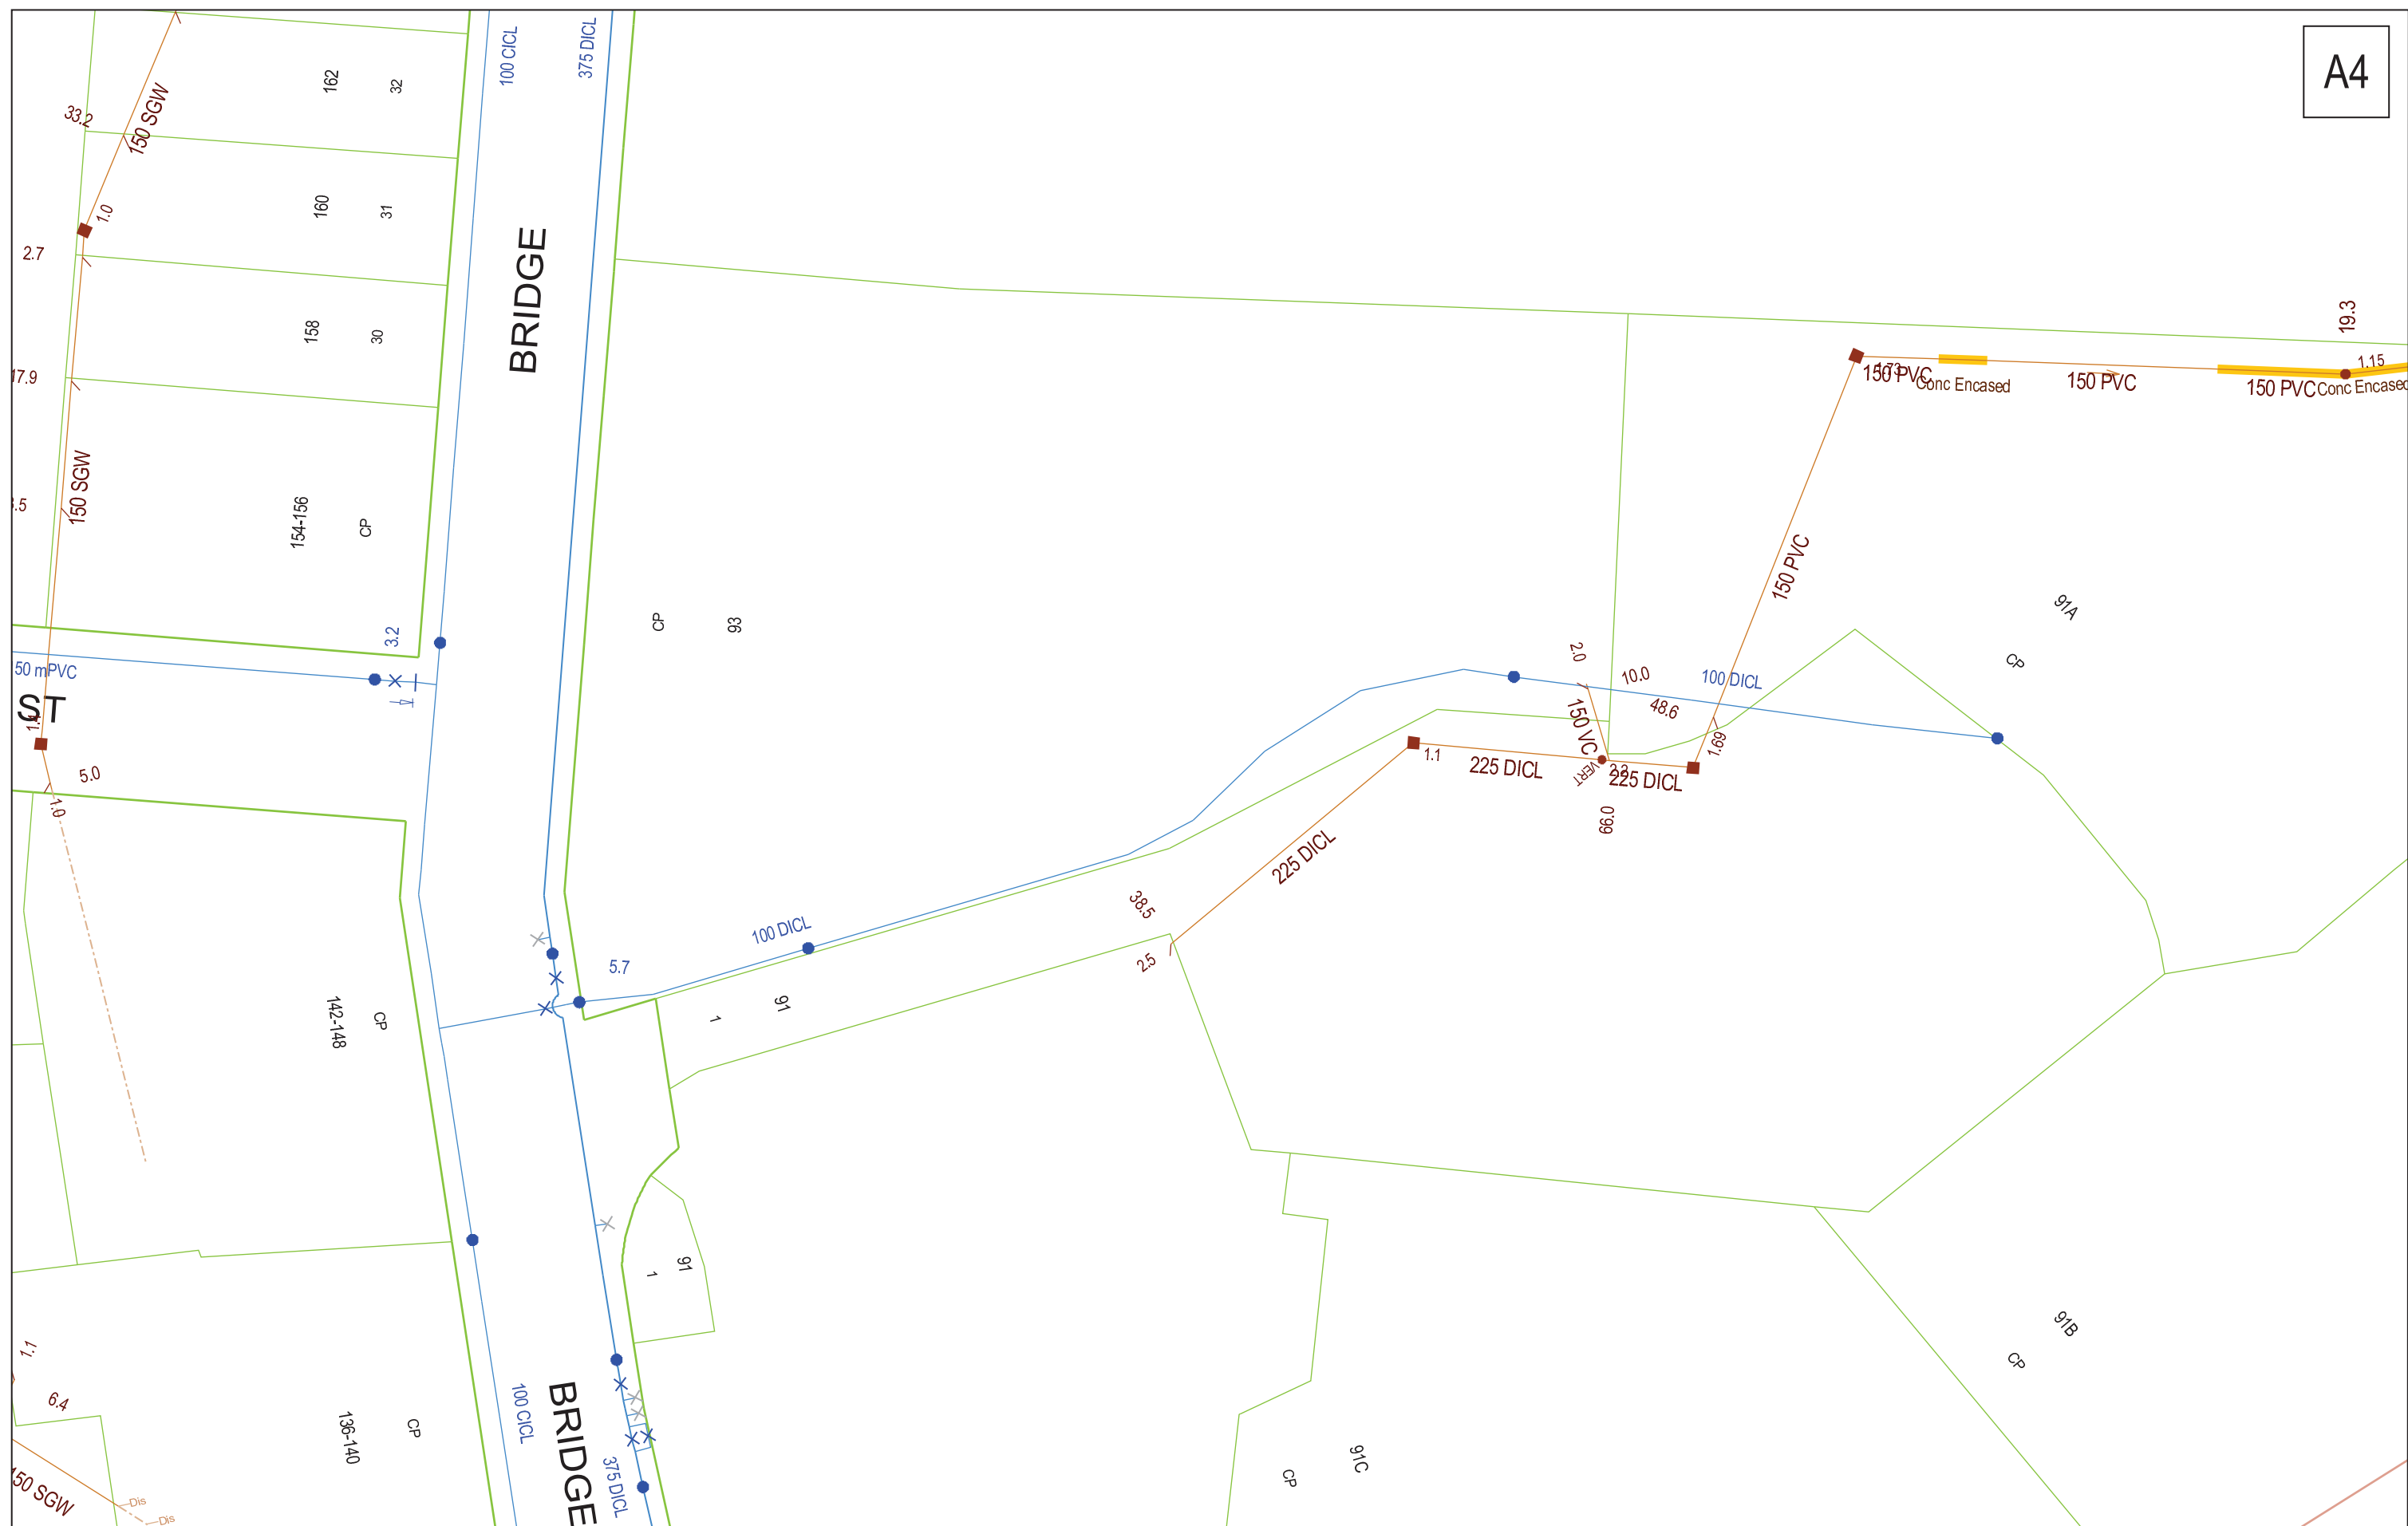 A4
100 CICL
375 DICL
162
32
33.2
150 SGW
160
31
1.0
2.7
BRIDGE
158
30
17.9
19.3
1.15
1.73
150 PVC
Conc Encased
150 PVC
150 PVC
Conc Encased
150 SGW
154-156
CP
150 PVC
91A
CP
CP
93
3.2
50 mPVC
ST
2.0
10.0
100 DICL
48.6
150 VC
1.69
1.1
225 DICL
VERT
225 DICL
66.0
5.0
1.0
225 DICL
38.5
100 DICL
5.7
2.5
91
1
142-148
CP
91
1
91B
CP
1.1
6.4
136-140
CP
100 CICL
BRIDGE
375 DICL
91C
CP
150 SGW
Dis
Dis